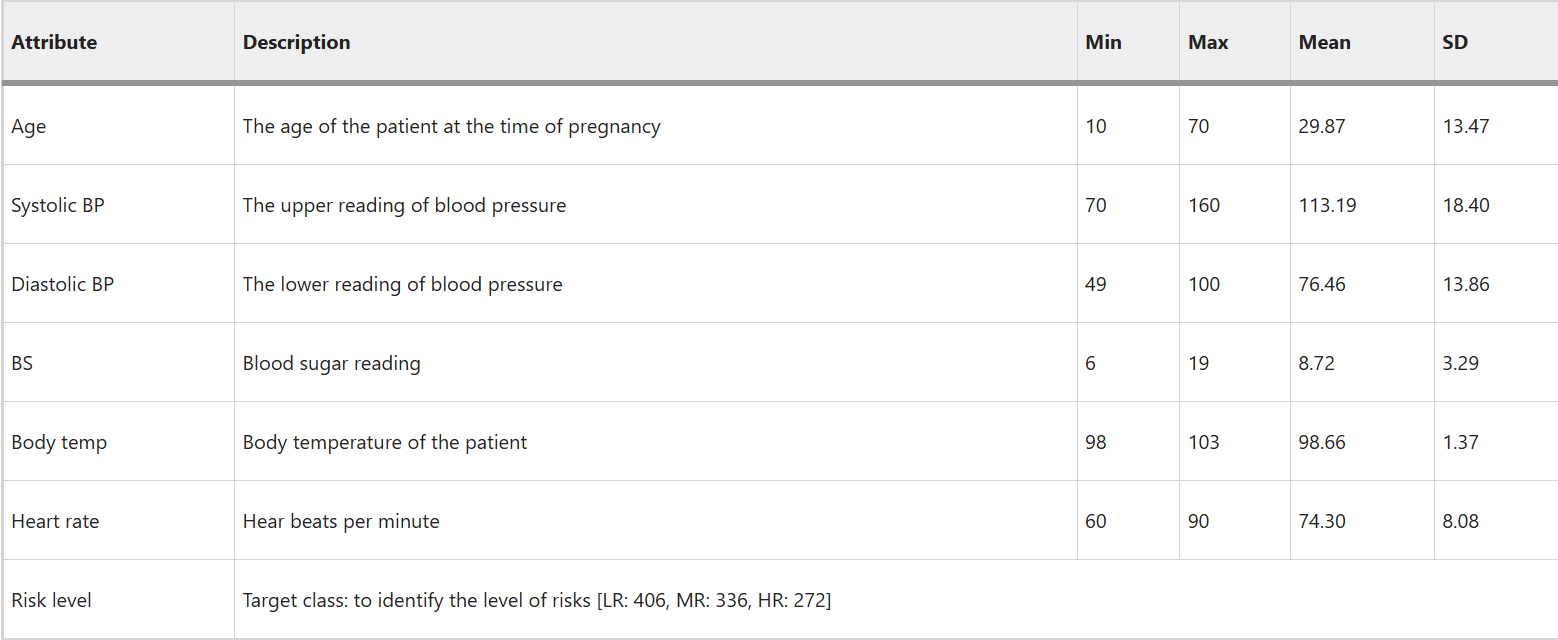 Attribute Description Min Max Mean SD
Age The age of the patient at the time of pregnancy 10 70 29.87 13.47
Systolic BP The upper reading of blood pressure 70 160 113.19 18.40
Diastolic BP The lower reading of blood pressure 49 100 76.46 13.86
BS Blood sugar reading 6 19 8.72 3.29
Body temp Body temperature of the patient 98 103 98.66 1.37
Heart rate Hear beats per minute 60 90 74.30 8.08
Risk level Target class: to identify the level of risks [LR: 406, MR: 336, HR: 272]